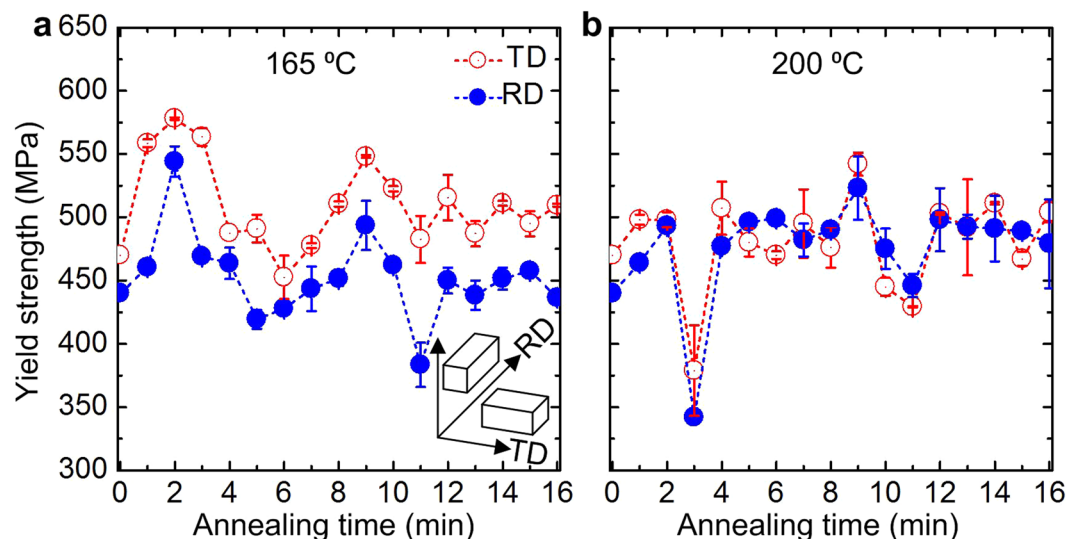 a
165 ºC
TD
RD
650
600
550
500
450
400
350
300
Yield strength (MPa)
RD
TD
0 2 4 6 8 10 12 14 16
Annealing time (min)
b
200 ºC
0 2 4 6 8 10 12 14 16
Annealing time (min)